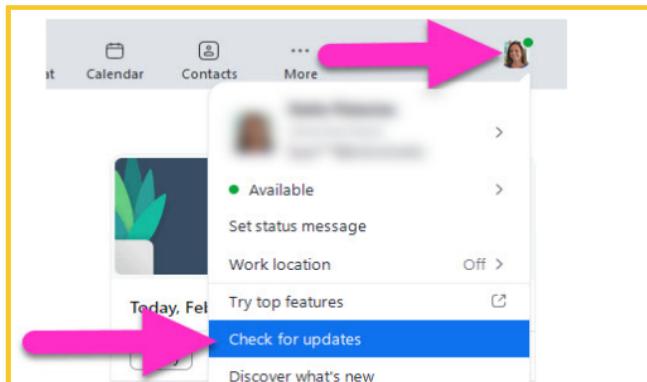 at Calendar Contacts More
Available
Set status message
Work location Off
Try top features
Today, Feb
Check for updates
Discover what's new